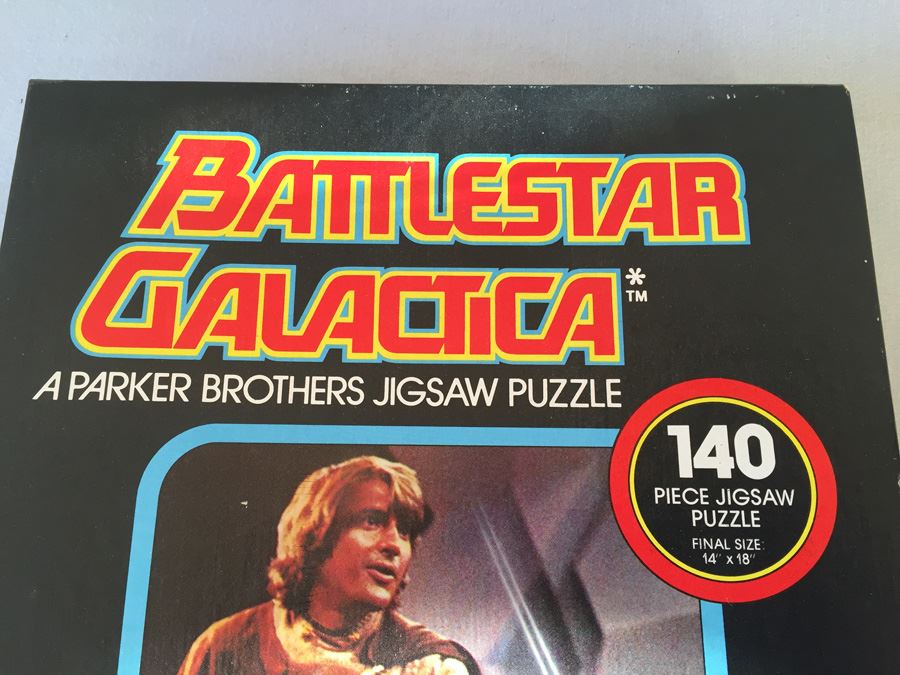 BATTLESTAR
GALACTICA*™
A PARKER BROTHERS JIGSAW PUZZLE
140
PIECE JIGSAW
PUZZLE
FINAL SIZE:
14" x 18"